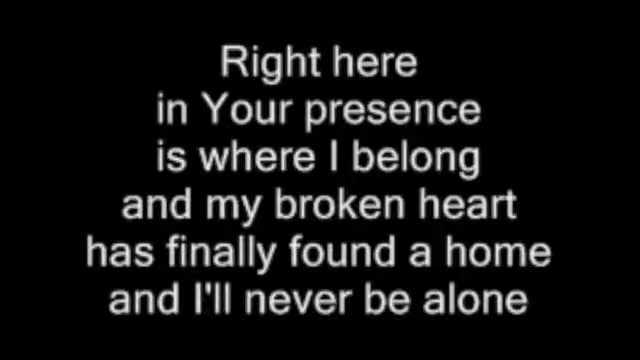 Right here
in Your presence
is where I belong
and my broken heart
has finally found a home
and I'll never be alone